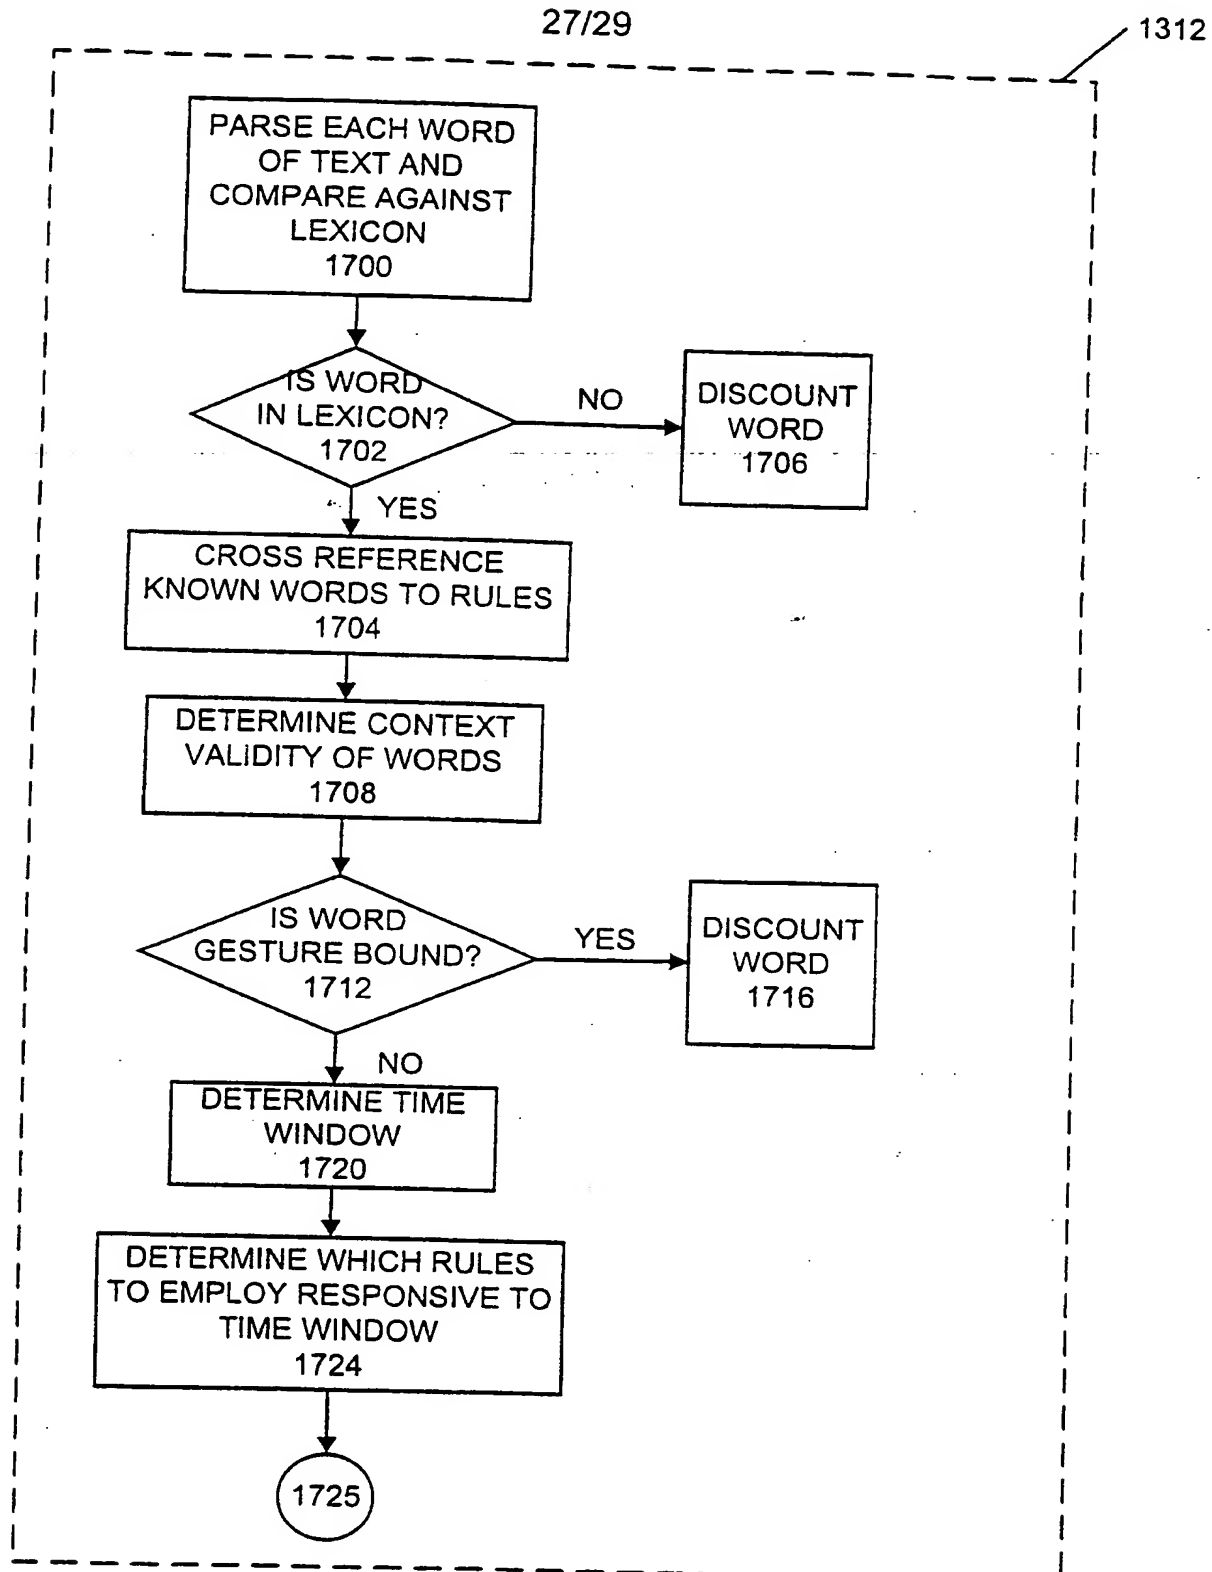 27/29
1312
PARSE EACH WORD
OF TEXT AND
COMPARE AGAINST
LEXICON
1700
IS WORD
IN LEXICON?
1702
NO
DISCOUNT
WORD
1706
YES
CROSS REFERENCE
KNOWN WORDS TO RULES
1704
DETERMINE CONTEXT
VALIDITY OF WORDS
1708
IS WORD
GESTURE BOUND?
1712
YES
DISCOUNT
WORD
1716
NO
DETERMINE TIME
WINDOW
1720
DETERMINE WHICH RULES
TO EMPLOY RESPONSIVE TO
TIME WINDOW
1724
1725